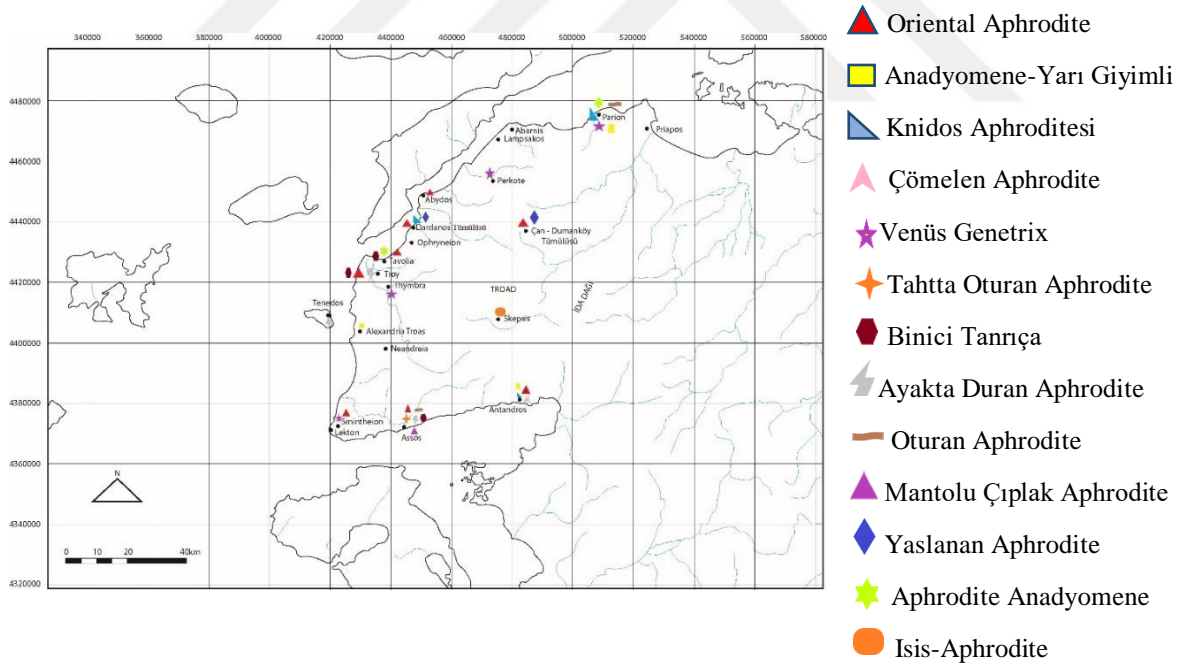 340000 380000 420000 440000 460000 480000 500000 520000 560000 580000
4480000
4460000
4440000
4420000
4400000
4380000
4360000
4340000
4320000
Parion
Priapos
Abarnis
Lampsakos
Perkote
Abydos
Dardanos Tümülüsü
Ophryneion
Çan - Dumanköy
Tümülüsü
Tavolia
Troy
Thymbra
TROAD
İDA DAĞI
Tenedos
Skepsis
Alexandria Troas
Neandreia
Antandros
Smintheion
Lekton
Assos
N
0 10 20 40km
Oriental Aphrodite
Anadyomene-Yarı Giyimli
Knidos Aphroditesi
Çömelen Aphrodite
Venüs Genetrix
Tahtta Oturan Aphrodite
Binici Tanrıça
Ayakta Duran Aphrodite
Oturan Aphrodite
Mantolu Çıplak Aphrodite
Yaslanan Aphrodite
Aphrodite Anadyomene
Isis-Aphrodite